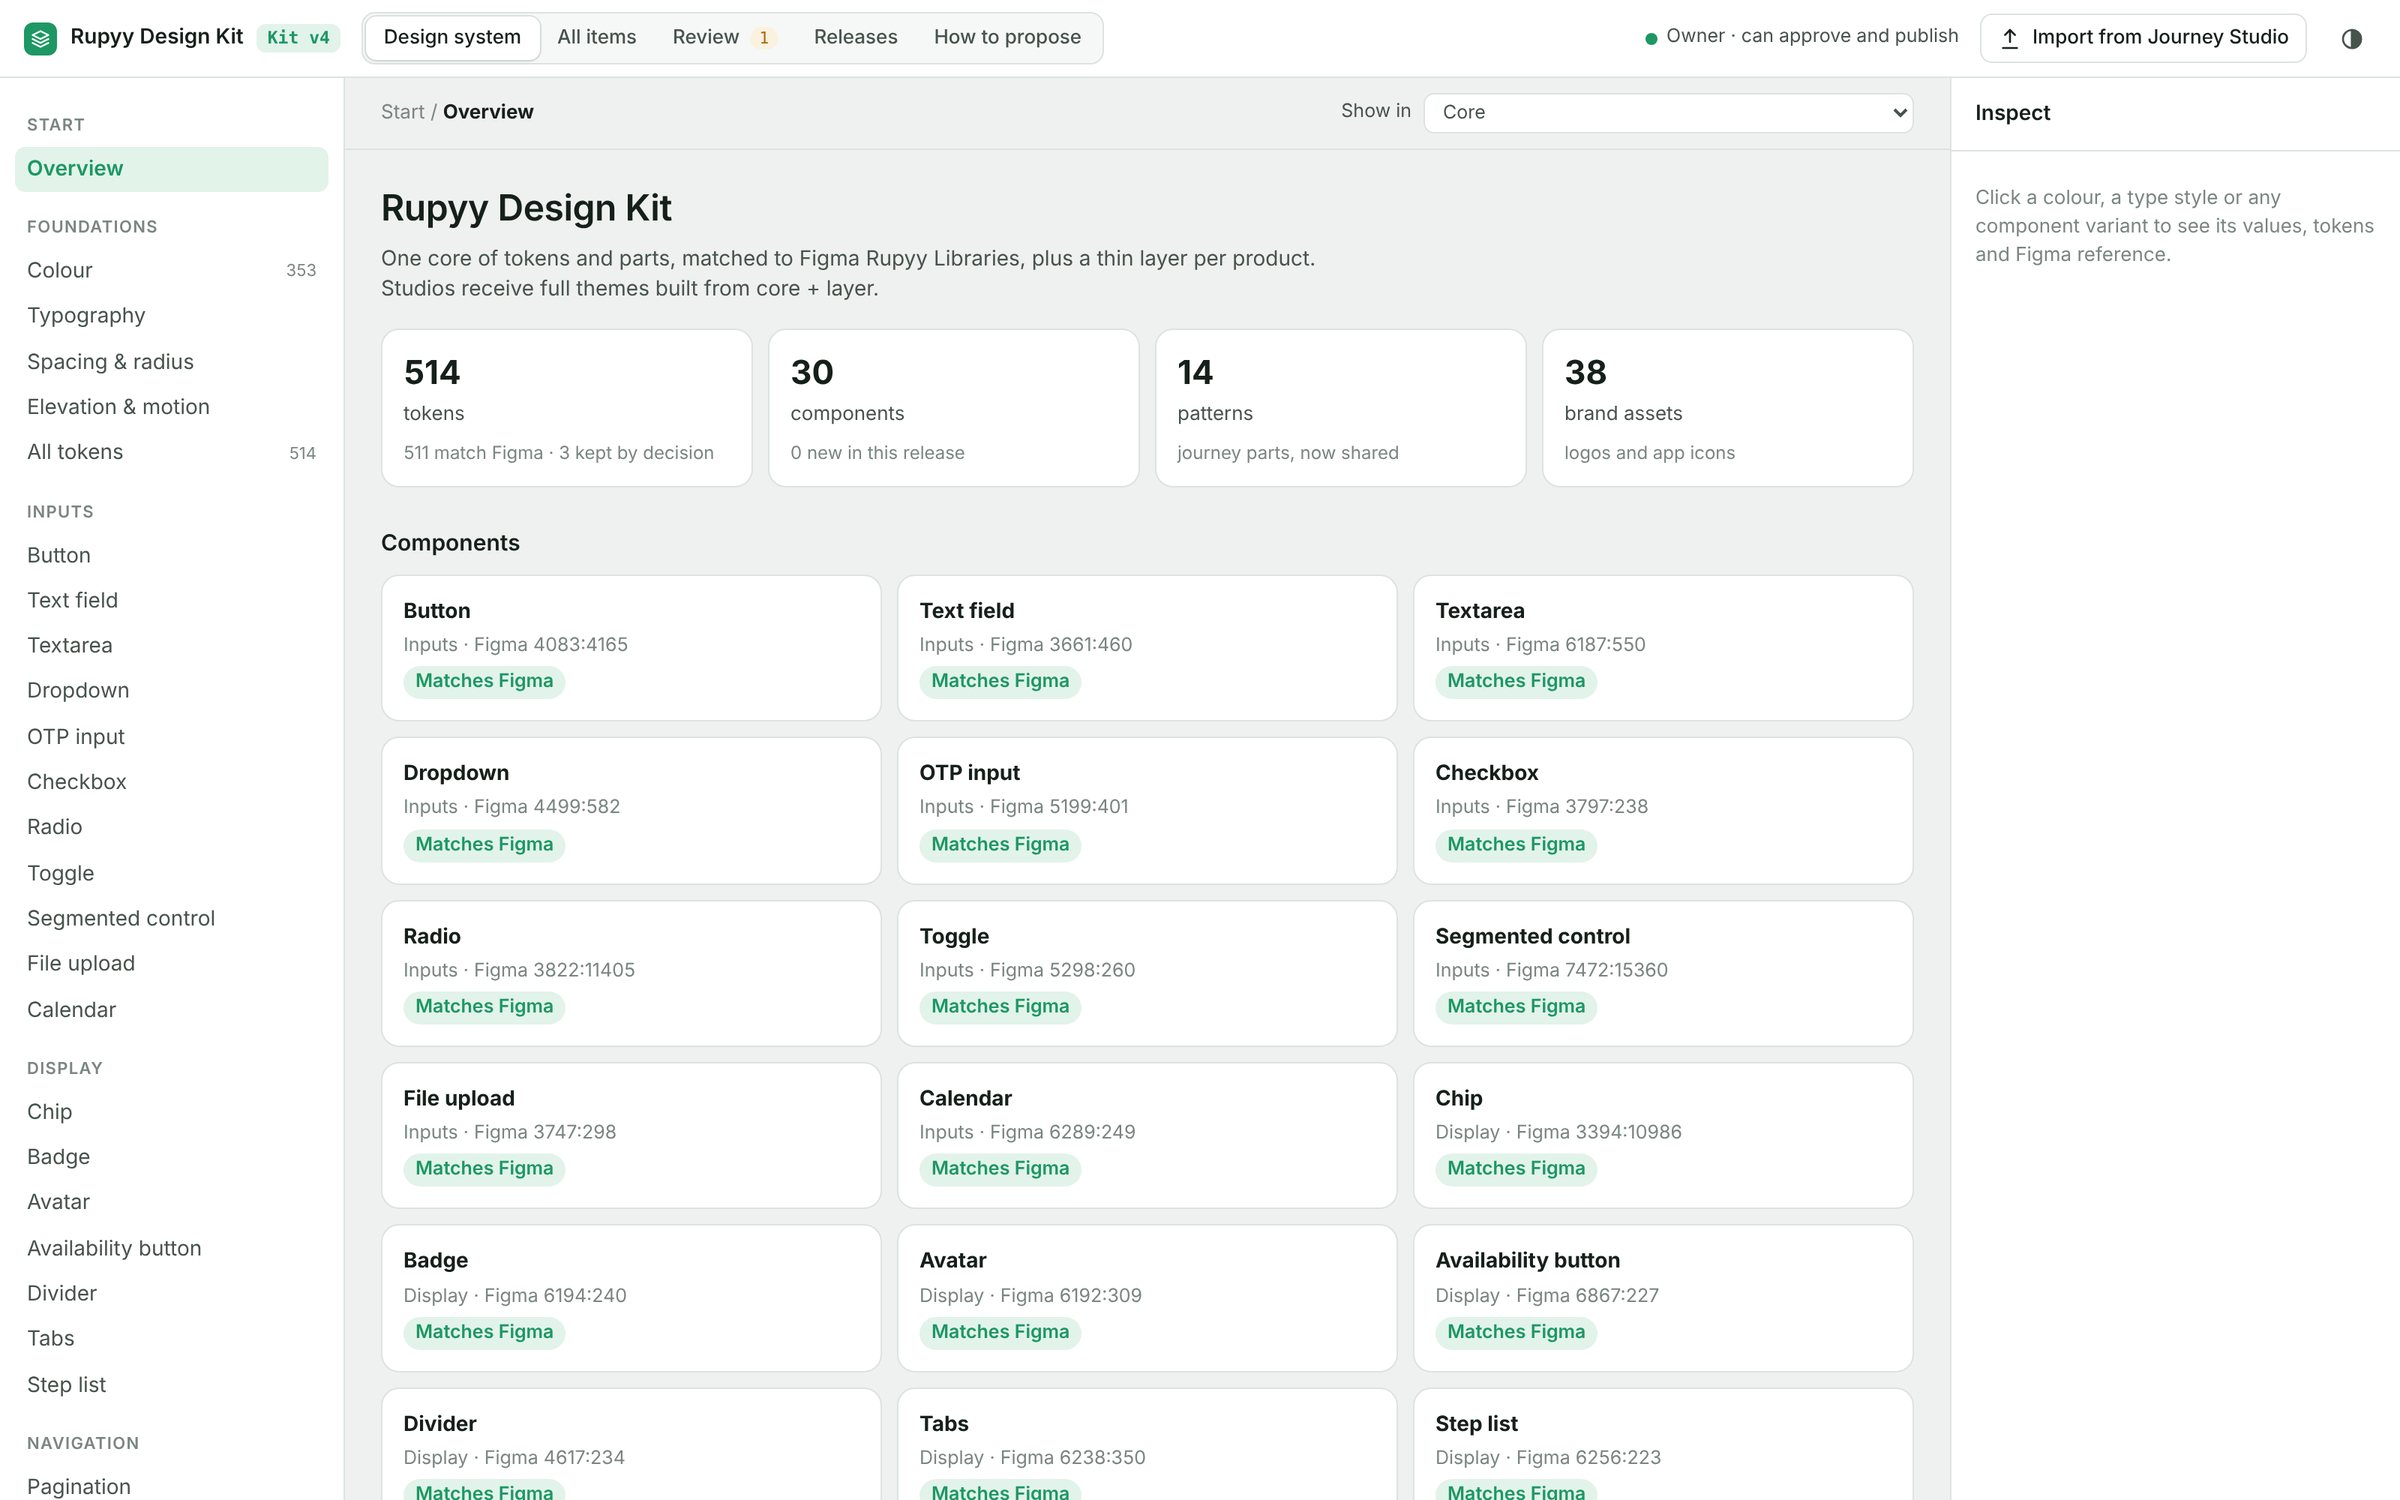 Rupyy Design Kit Kit v4 Design system All items Review 1 Releases How to propose Owner · can approve and publish Import from Journey Studio
START
Overview
FOUNDATIONS
Colour 353
Typography
Spacing & radius
Elevation & motion
All tokens 514
INPUTS
Button
Text field
Textarea
Dropdown
OTP input
Checkbox
Radio
Toggle
Segmented control
File upload
Calendar
DISPLAY
Chip
Badge
Avatar
Availability button
Divider
Tabs
Step list
NAVIGATION
Pagination
Start / Overview Show in Core
Rupyy Design Kit
One core of tokens and parts, matched to Figma Rupyy Libraries, plus a thin layer per product.
Studios receive full themes built from core + layer.
514 30 14 38
tokens components patterns brand assets
511 match Figma · 3 kept by decision 0 new in this release journey parts, now shared logos and app icons
Components
Button Text field Textarea
Inputs · Figma 4083:4165 Inputs · Figma 3661:460 Inputs · Figma 6187:550
Matches Figma Matches Figma Matches Figma
Dropdown OTP input Checkbox
Inputs · Figma 4499:582 Inputs · Figma 5199:401 Inputs · Figma 3797:238
Matches Figma Matches Figma Matches Figma
Radio Toggle Segmented control
Inputs · Figma 3822:11405 Inputs · Figma 5298:260 Inputs · Figma 7472:15360
Matches Figma Matches Figma Matches Figma
File upload Calendar Chip
Inputs · Figma 3747:298 Inputs · Figma 6289:249 Display · Figma 3394:10986
Matches Figma Matches Figma Matches Figma
Badge Avatar Availability button
Display · Figma 6194:240 Display · Figma 6192:309 Display · Figma 6867:227
Matches Figma Matches Figma Matches Figma
Divider Tabs Step list
Display · Figma 4617:234 Display · Figma 6238:350 Display · Figma 6256:223
Matches Figma Matches Figma Matches Figma
Inspect
Click a colour, a type style or any
component variant to see its values, tokens
and Figma reference.